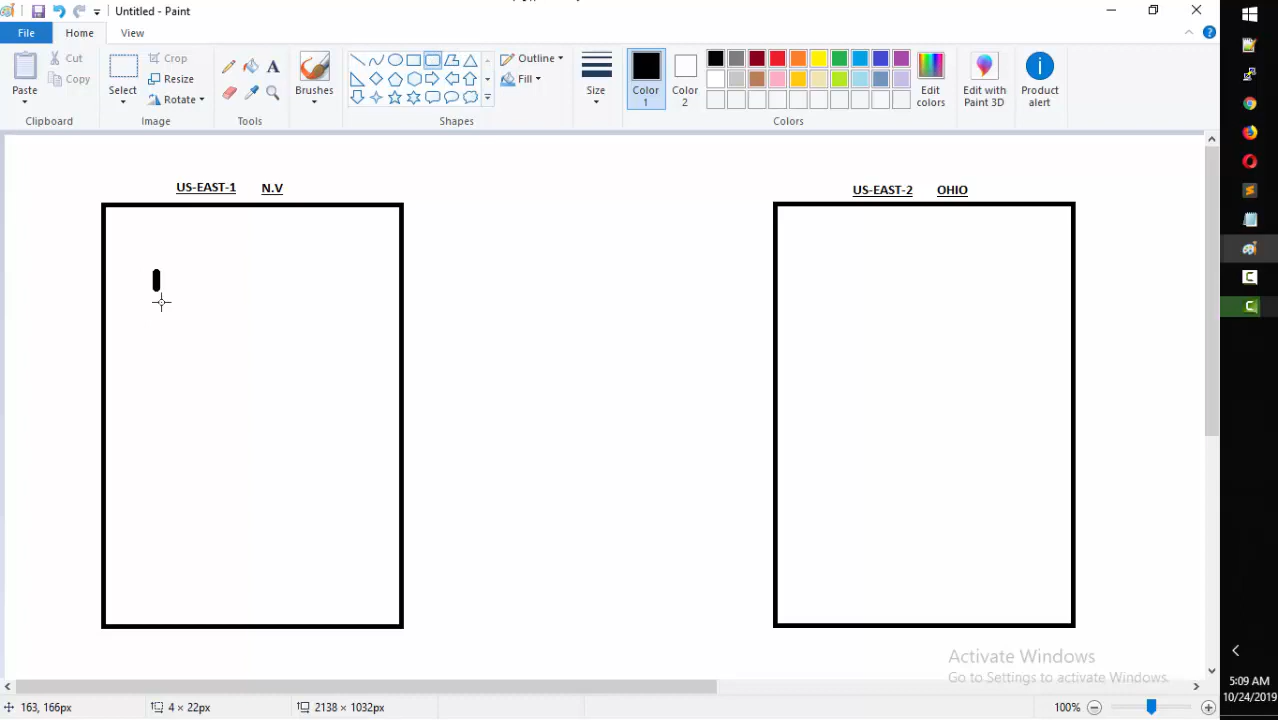 Untitled - Paint
File Home View
Paste
Cut
Copy
Clipboard
Select
Crop
Resize
Rotate
Image
A
Tools
Brushes
Shapes
Outline
Fill
Size
Color 1
Color 2
Colors
Edit colors
Edit with Paint 3D
Product alert
US-EAST-1 N.V
US-EAST-2 OHIO
Activate Windows
Go to Settings to activate Windows.
163, 166px
4 × 22px
2138 × 1032px
100%
5:09 AM
10/24/2019